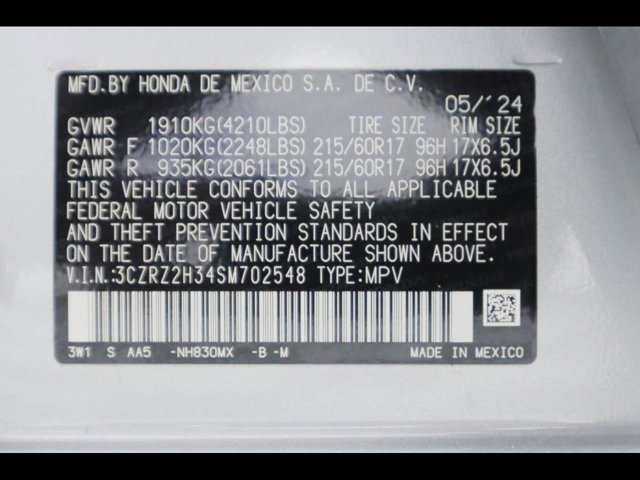 MFD.BY HONDA DE MEXICO S.A. DE C.V.
05/´24
GVWR 1910KG(4210LBS) TIRE SIZE RIM SIZE
GAWR F 1020KG(2248LBS) 215/60R17 96H 17X6.5J
GAWR R 935KG(2061LBS) 215/60R17 96H 17X6.5J
THIS VEHICLE CONFORMS TO ALL APPLICABLE
FEDERAL MOTOR VEHICLE SAFETY
AND THEFT PREVENTION STANDARDS IN EFFECT
ON THE DATE OF MANUFACTURE SHOWN ABOVE.
V.I.N.:3CZRZ2H34SM702548 TYPE:MPV
3W1 S AA5 -NH830MX -B -M MADE IN MEXICO